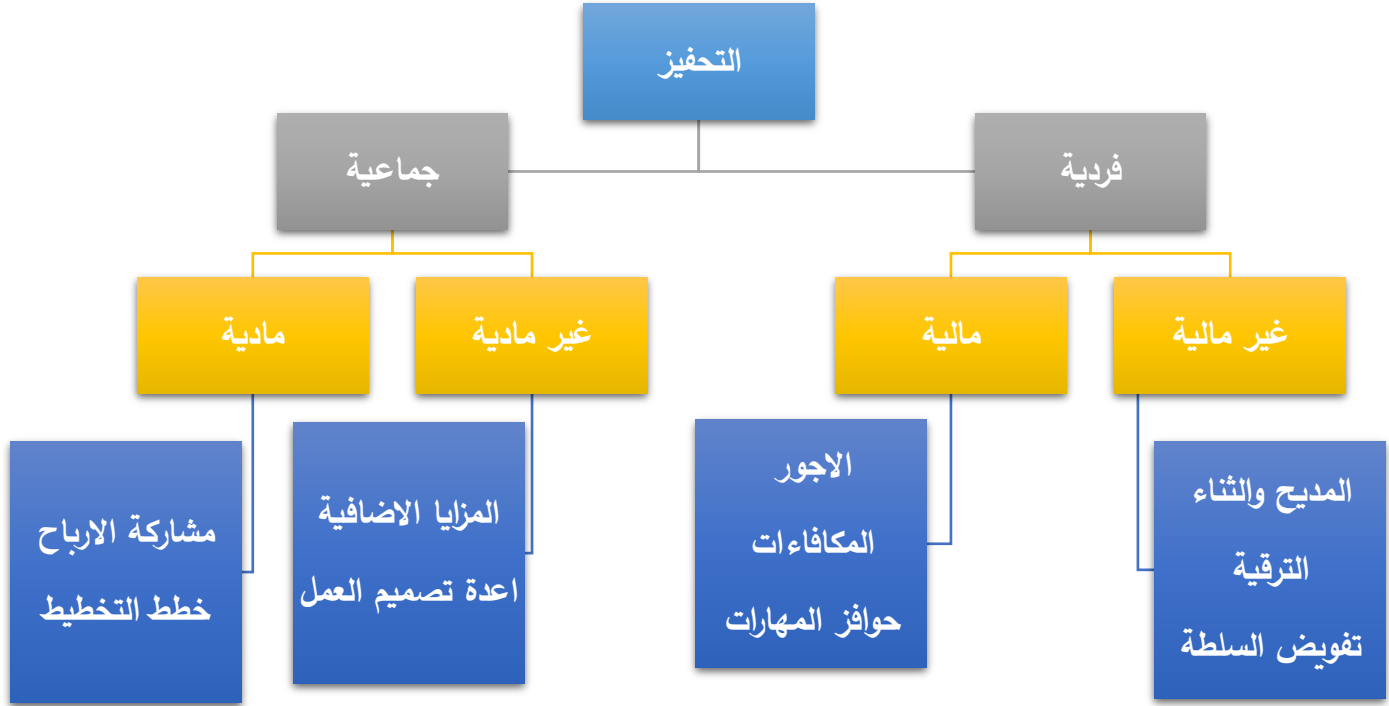 التحفيز
فردية
جماعية
غير مالية
مالية
غير مادية
مادية
المديح والثناء
الترقية
تفويض السلطة
الاجور
المكافاءات
حوافز المهارات
المزايا الاضافية
اعدة تصميم العمل
مشاركة الارباح
خطط التخطيط